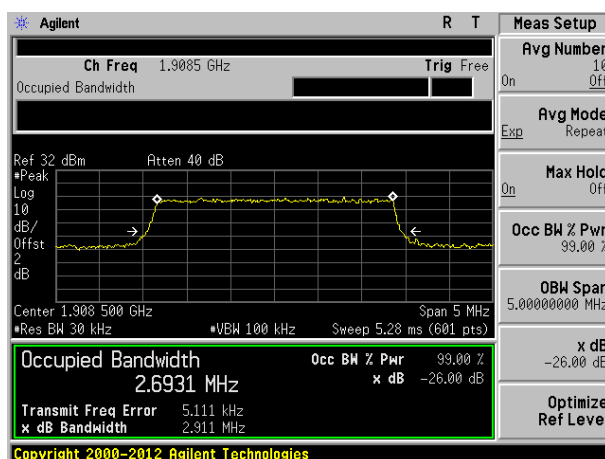 Agilent R T
Ch Freq 1.9085 GHz Trig Free
Occupied Bandwidth
Ref 32 dBm Atten 40 dB
#Peak
Log
10
dB/
Offst
2
dB
Center 1.908 500 GHz Span 5 MHz
#Res BW 30 kHz #VBW 100 kHz Sweep 5.28 ms (601 pts)
Occupied Bandwidth Occ BW % Pwr 99.00 %
2.6931 MHz x dB -26.00 dB
Transmit Freq Error 5.111 kHz
x dB Bandwidth 2.911 MHz
Copyright 2000-2012 Agilent Technologies
Meas Setup
Avg Number
10
On Off
Avg Mode
Exp Repeat
Max Hold
On Off
Occ BW % Pwr
99.00 %
OBW Span
5.00000000 MHz
x dB
-26.00 dB
Optimize
Ref Level